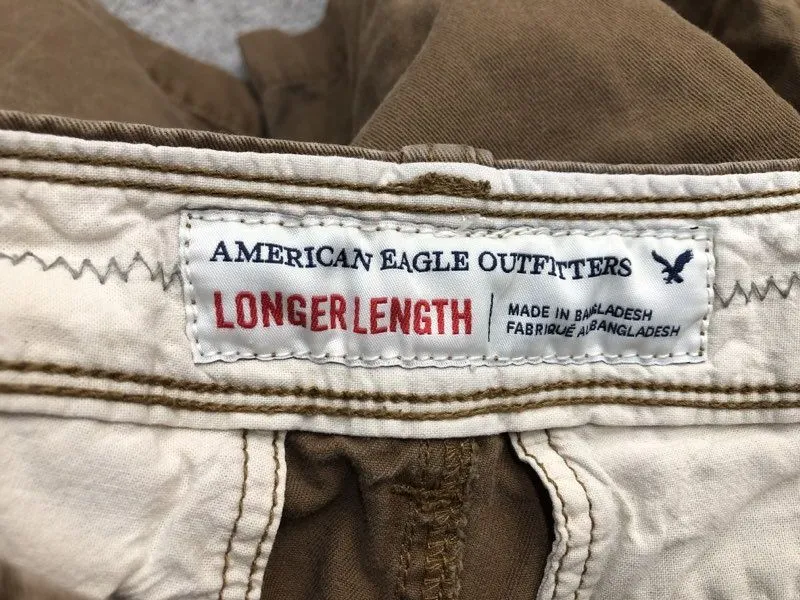 AMERICAN EAGLE OUTFITTERS
LONGER LENGTH
MADE IN BANGLADESH
FABRIQUÉ AU BANGLADESH